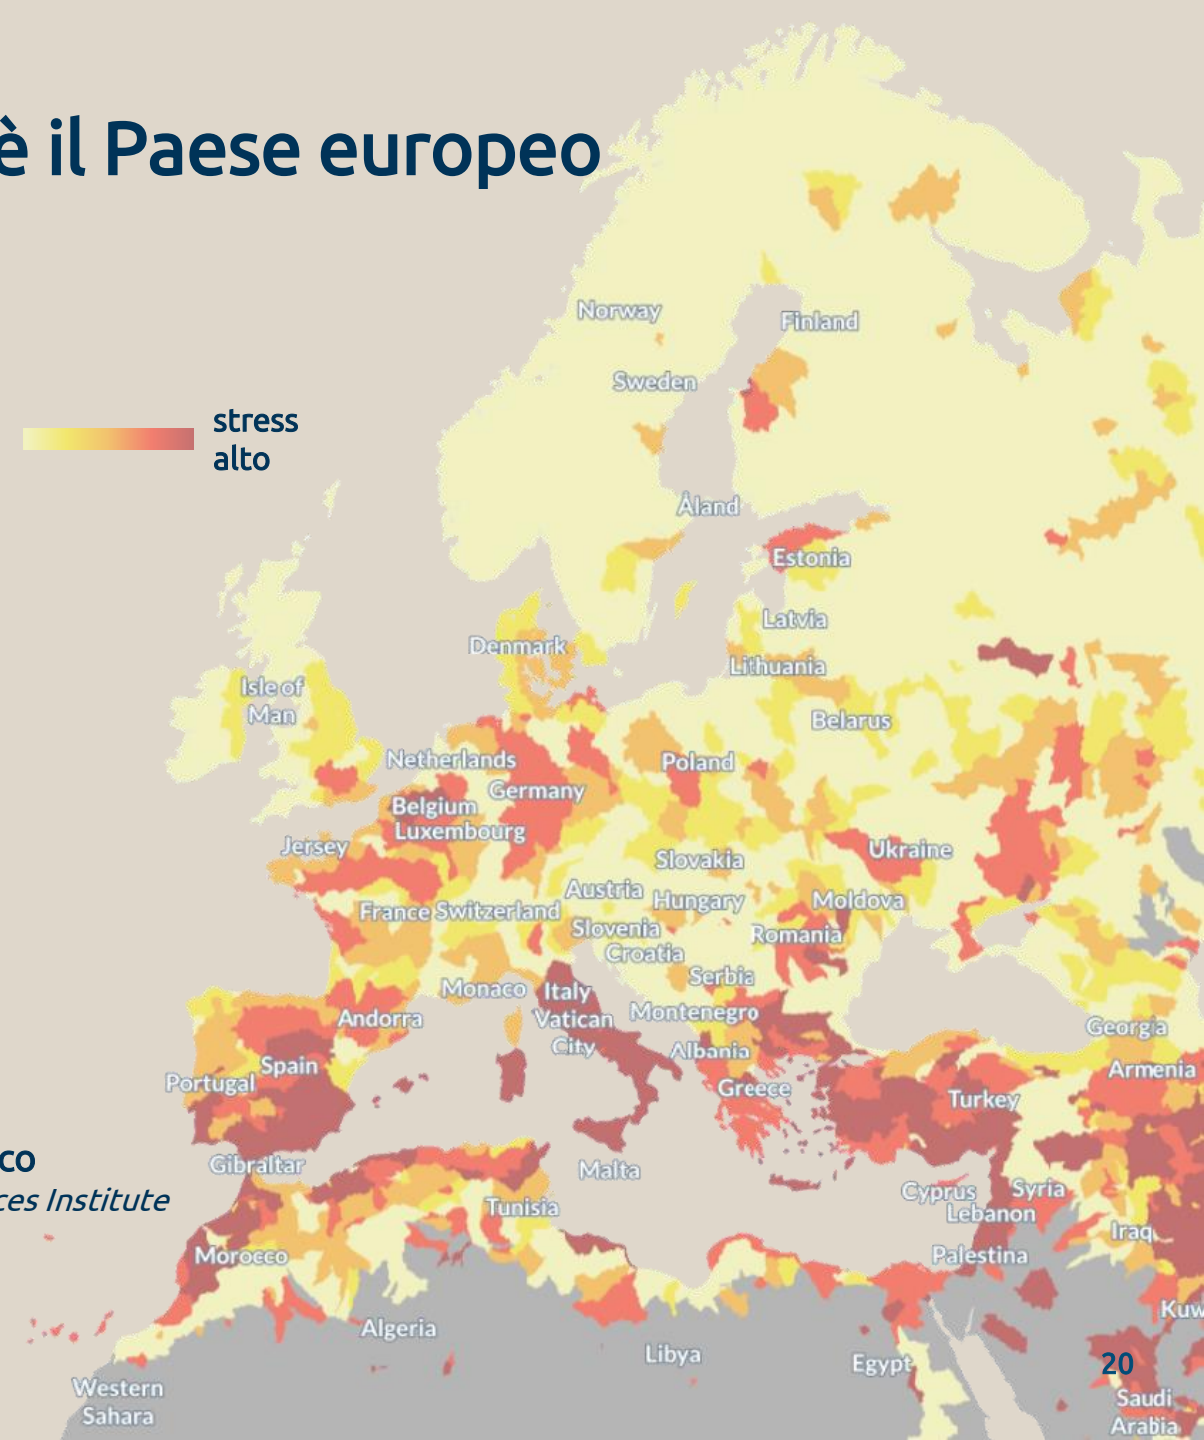 è il Paese europeo
Norway
Finland
Sweden
stress
alto
Åland
Estonia
Latvia
Denmark
Lithuania
Isle of
Man
Belarus
Netherlands
Poland
Germany
Belgium
Luxembourg
Jersey
Ukraine
Slovakia
Austria
Hungary
Moldova
France
Switzerland
Slovenia
Romania
Croatia
Serbia
Monaco
Italy
Vatican
City
Montenegro
Andorra
Georgia
Albania
Spain
Armenia
Portugal
Greece
Turkey
co
Gibraltar
Malta
ces Institute
Cyprus
Syria
Tunisia
Lebanon
Iraq
Morocco
Palestina
Kuw
Algeria
Libya
Egypt
20
Western
Sahara
Saudi
Arabia